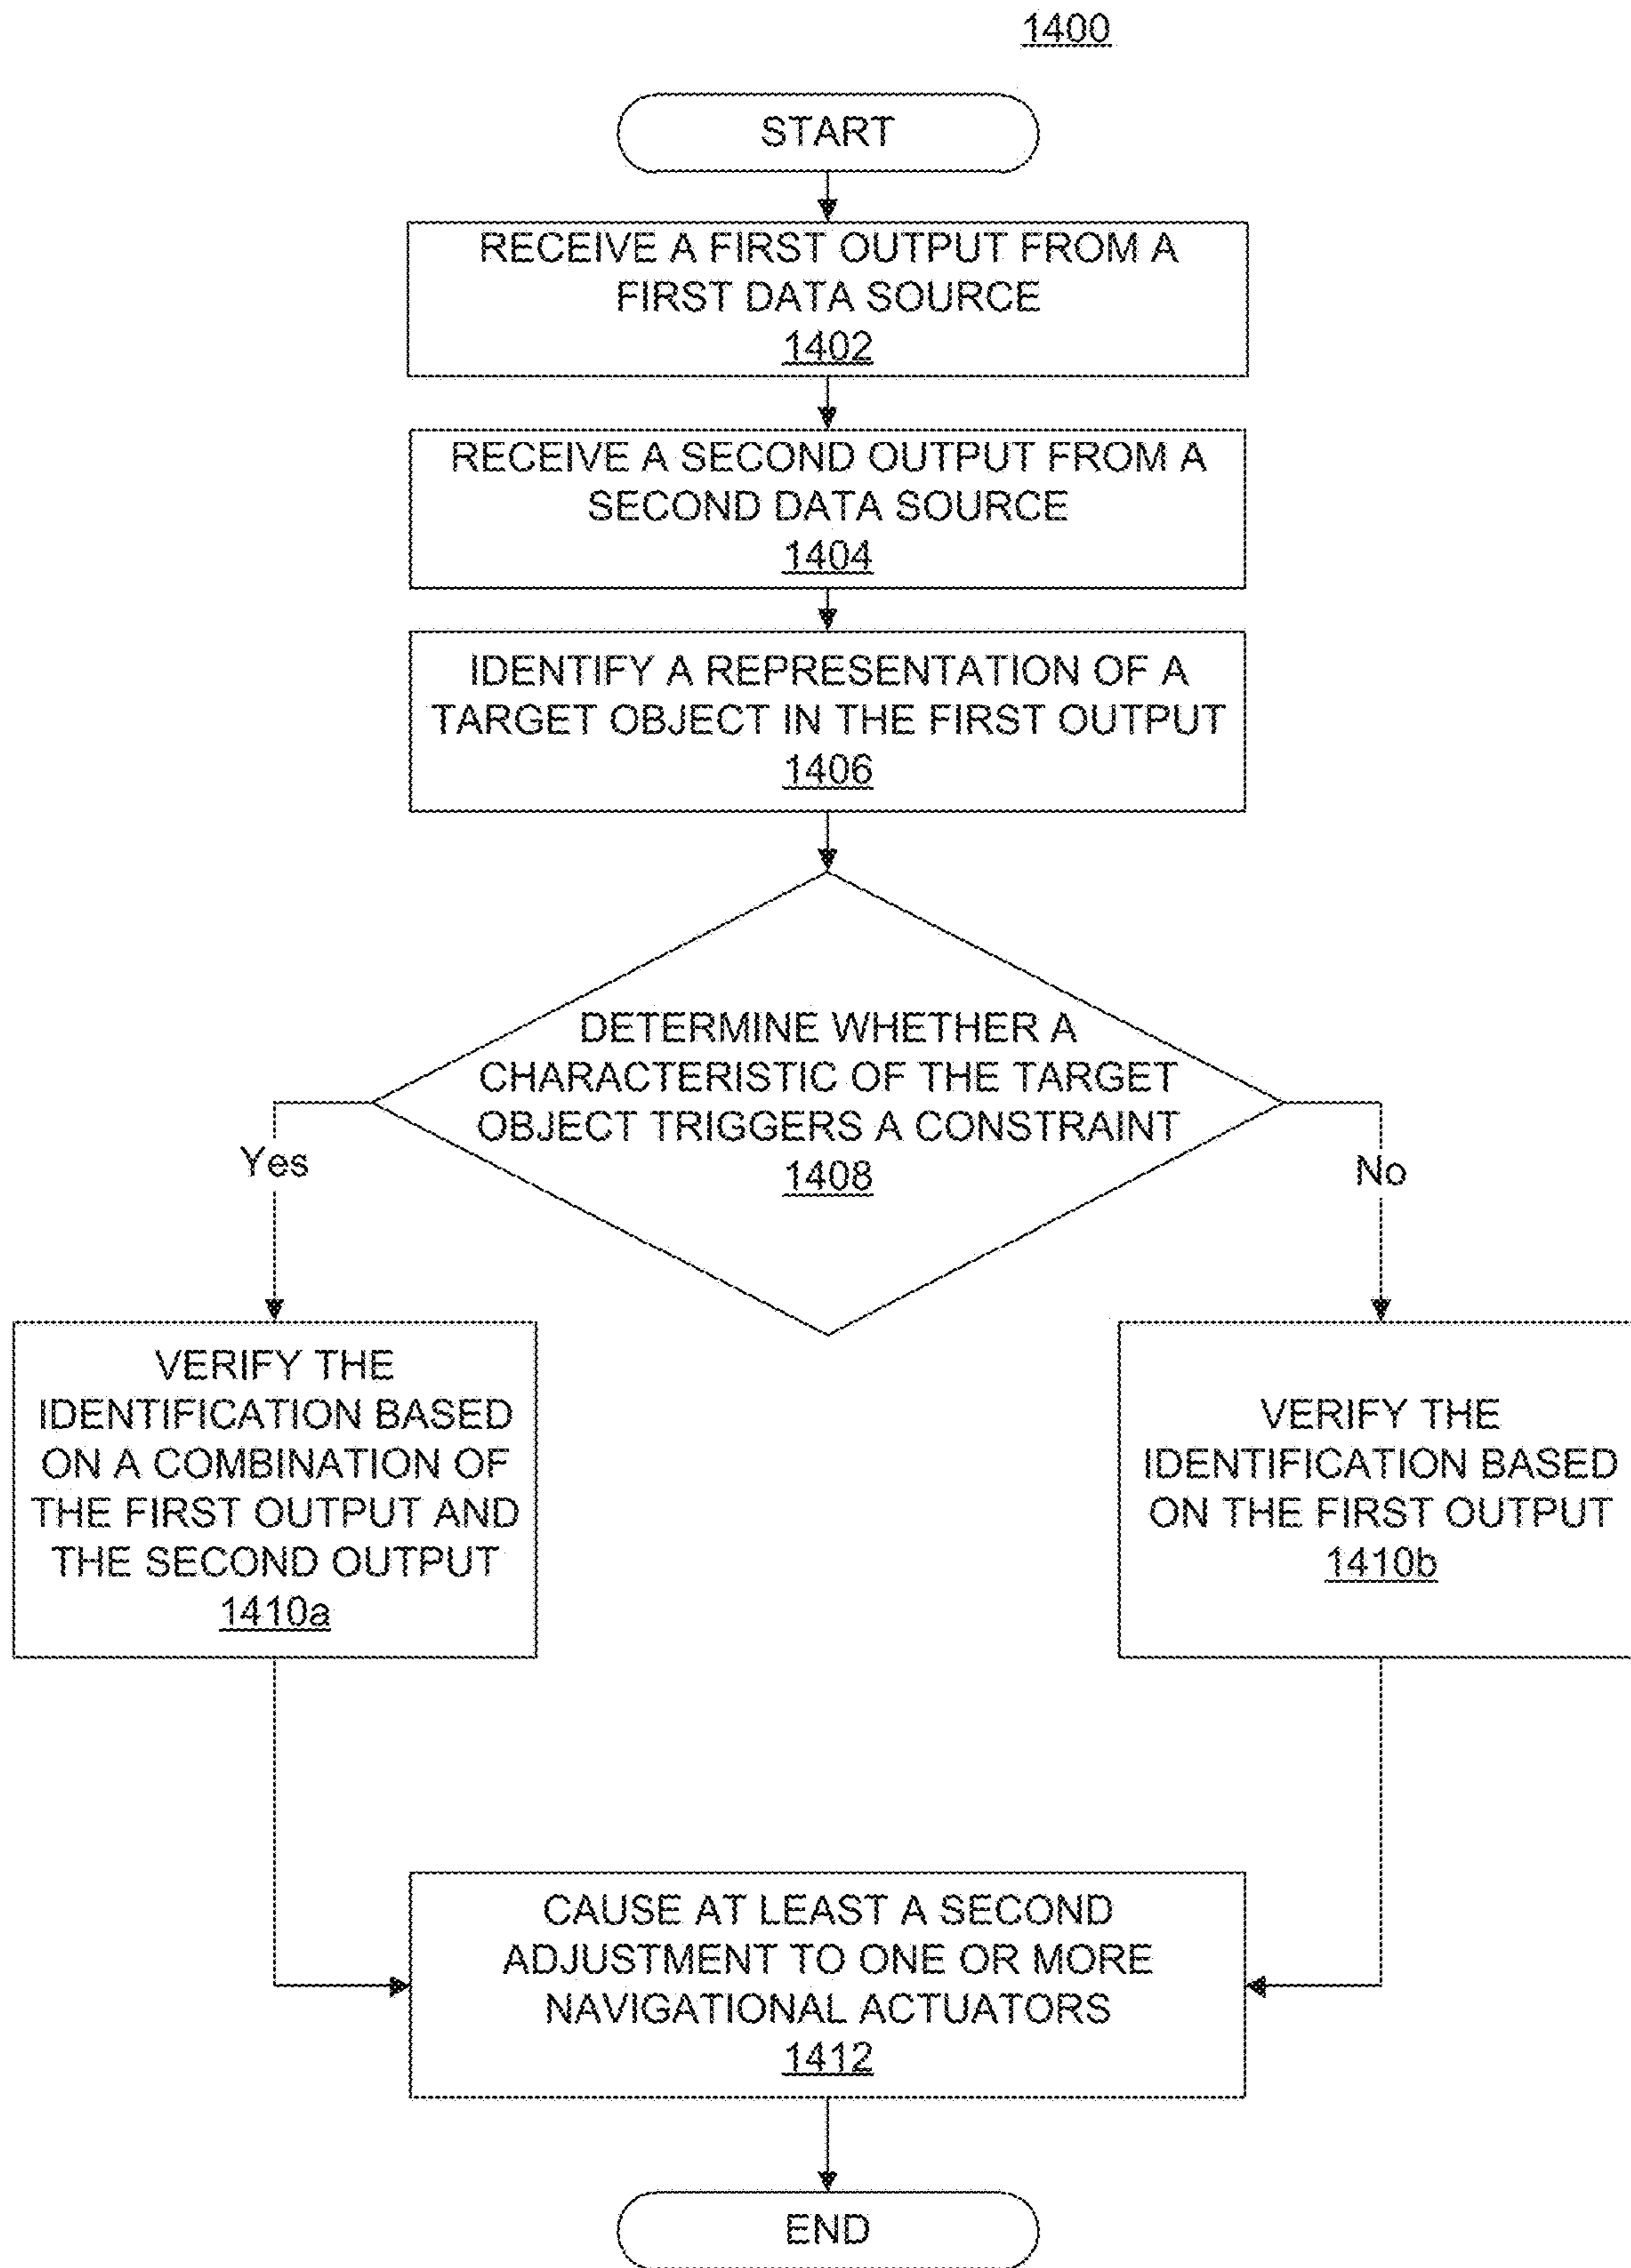 1400
START
RECEIVE A FIRST OUTPUT FROM A
FIRST DATA SOURCE
1402
RECEIVE A SECOND OUTPUT FROM A
SECOND DATA SOURCE
1404
IDENTIFY A REPRESENTATION OF A
TARGET OBJECT IN THE FIRST OUTPUT
1406
DETERMINE WHETHER A
CHARACTERISTIC OF THE TARGET
OBJECT TRIGGERS A CONSTRAINT
1408
Yes
No
VERIFY THE
IDENTIFICATION BASED
ON A COMBINATION OF
THE FIRST OUTPUT AND
THE SECOND OUTPUT
1410a
VERIFY THE
IDENTIFICATION BASED
ON THE FIRST OUTPUT
1410b
CAUSE AT LEAST A SECOND
ADJUSTMENT TO ONE OR MORE
NAVIGATIONAL ACTUATORS
1412
END